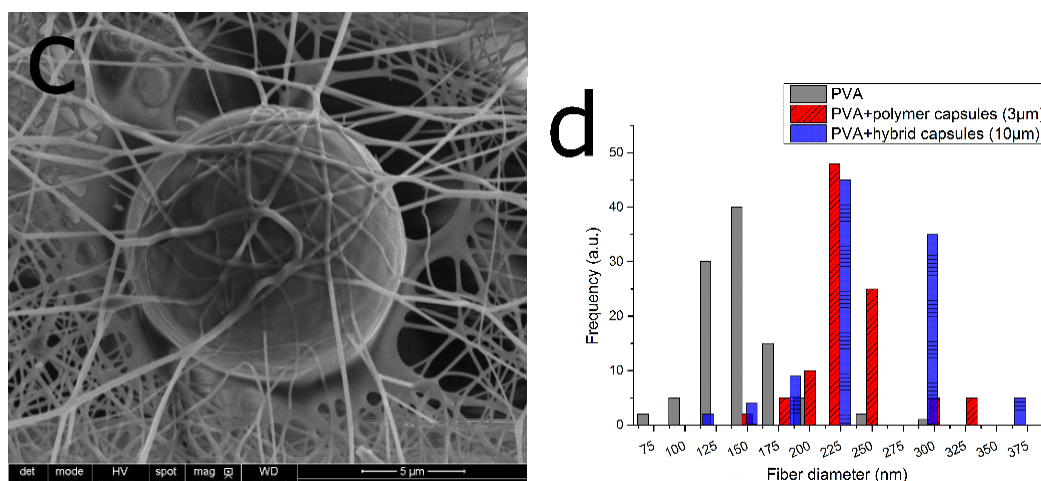 c
det mode HV spot mag WD 5 µm
d
PVA
PVA+polymer capsules (3µm)
PVA+hybrid capsules (10µm)
50
40
30
20
10
0
Frequency (a.u.)
75 100 125 150 175 200 225 250 275 300 325 350 375
Fiber diameter (nm)